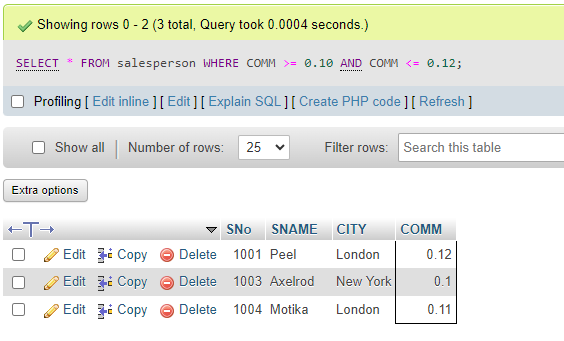 Showing rows 0 - 2 (3 total, Query took 0.0004 seconds.)
SELECT * FROM salesperson WHERE COMM >= 0.10 AND COMM <= 0.12;
Profiling [ Edit inline ] [ Edit ] [ Explain SQL ] [ Create PHP code ] [ Refresh ]
Show all Number of rows: 25 Filter rows: Search this table
Extra options
←T→ SNo SNAME CITY COMM
Edit Copy Delete 1001 Peel London 0.12
Edit Copy Delete 1003 Axelrod New York 0.1
Edit Copy Delete 1004 Motika London 0.11